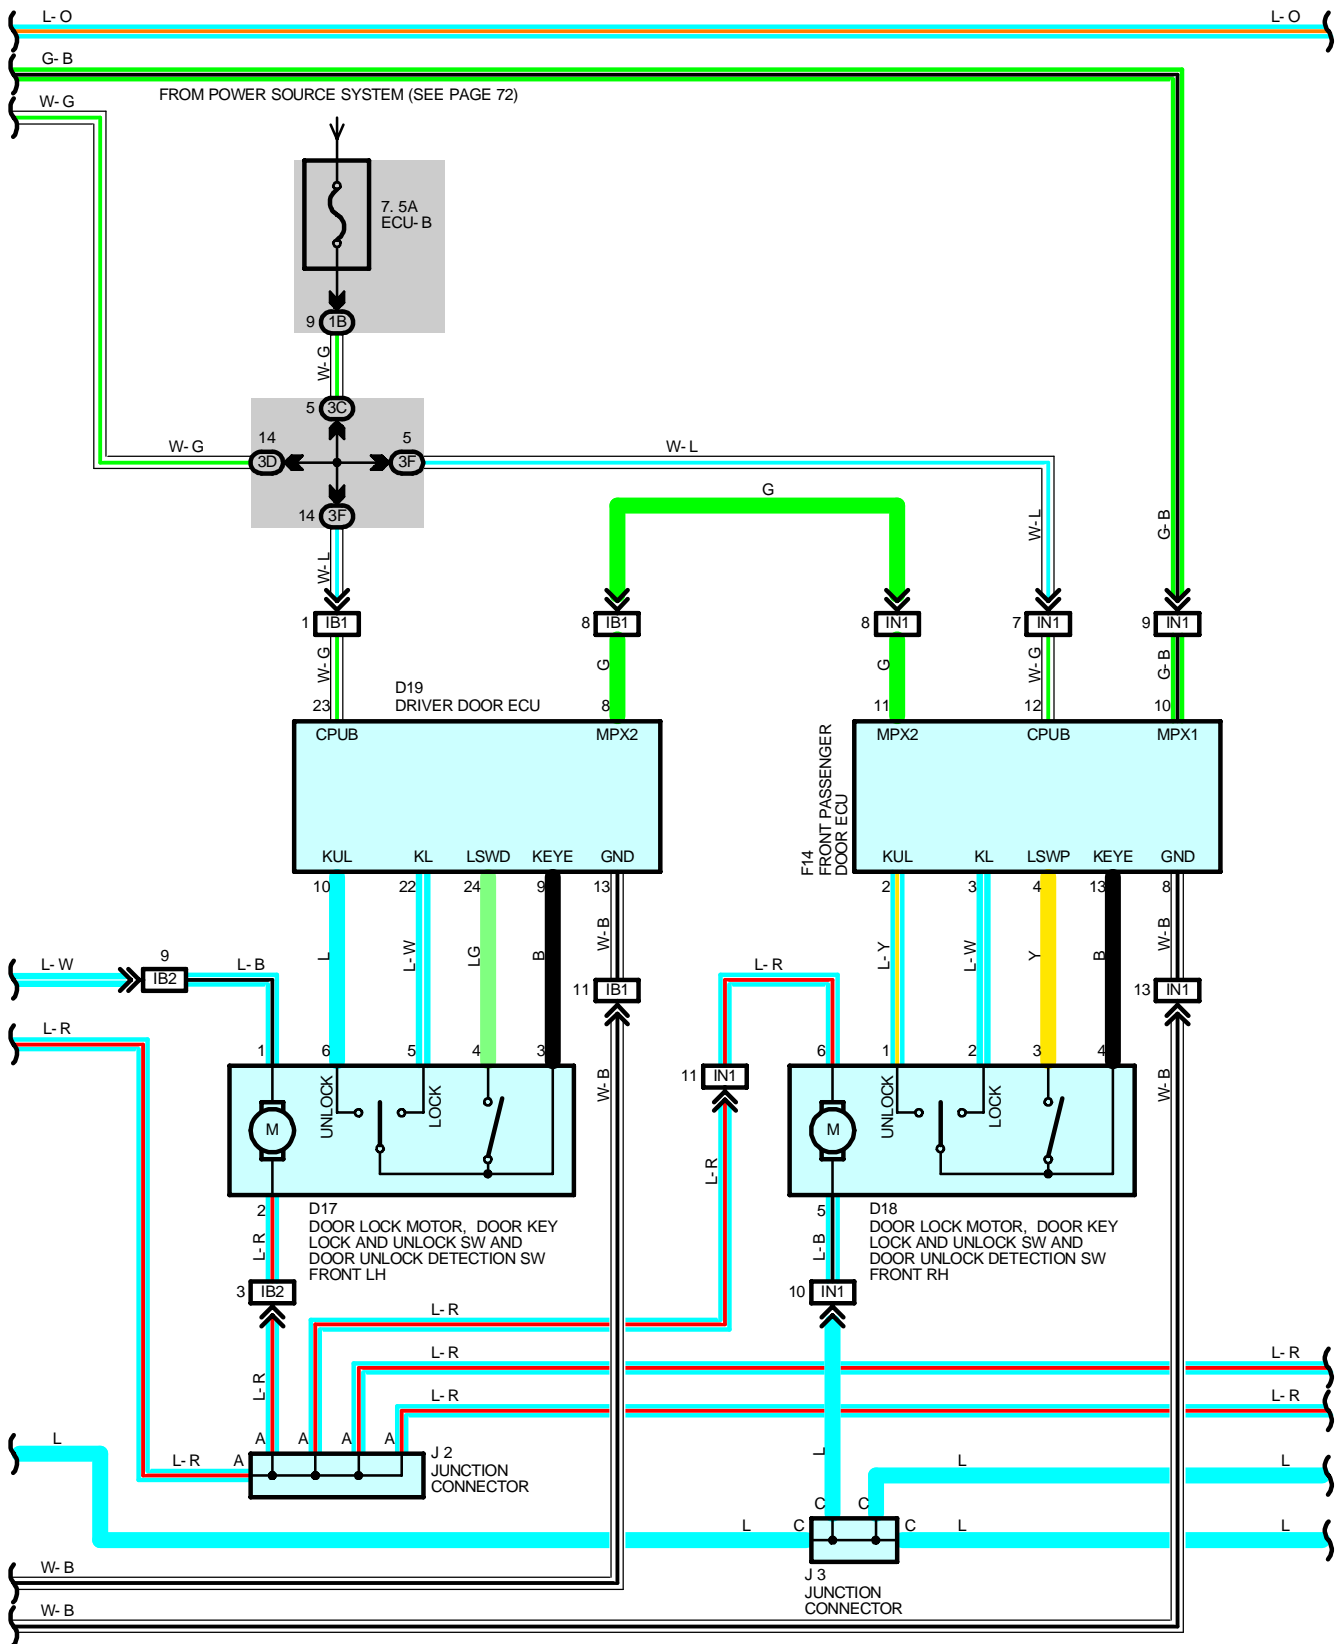 L- O
L- O
G- B
FROM POWER SOURCE SYSTEM (SEE PAGE 72)
W- G
7. 5A
ECU- B
9
1B
W- G
5
3C
W- G
14
3D
5
3F
W- L
14
3F
G
W- L
W- L
G- B
1
IB1
8
IB1
8
IN1
7
IN1
9
IN1
W- G
G
G
W- G
G- B
D19
DRIVER DOOR ECU
23
8
11
12
10
CPUB
MPX2
MPX2
CPUB
MPX1
F14
FRONT PASSENGER
DOOR ECU
KUL
KL
LSWD
KEYE
GND
KUL
KL
LSWP
KEYE
GND
10
22
24
9
13
2
3
4
13
8
L
L- W
LG
B
W- B
L- Y
L- W
Y
B
W- B
L- W
9
IB2
L- B
L- R
11
IB1
13
IN1
L- R
1
6
5
4
3
6
1
2
3
4
11
IN1
UNLOCK
LOCK
M
W- B
UNLOCK
LOCK
M
W- B
L- R
2
D17
DOOR LOCK MOTOR, DOOR KEY
LOCK AND UNLOCK SW AND
DOOR UNLOCK DETECTION SW
FRONT LH
5
D18
DOOR LOCK MOTOR, DOOR KEY
LOCK AND UNLOCK SW AND
DOOR UNLOCK DETECTION SW
FRONT RH
L- R
L- B
3
IB2
10
IN1
L- R
L- R
L- R
L- R
L- R
L- R
L
L- R
A
A
A
A
A
J 2
JUNCTION
CONNECTOR
L
L
L
L
C
C
C
C
L
L
J 3
JUNCTION
CONNECTOR
W- B
W- B